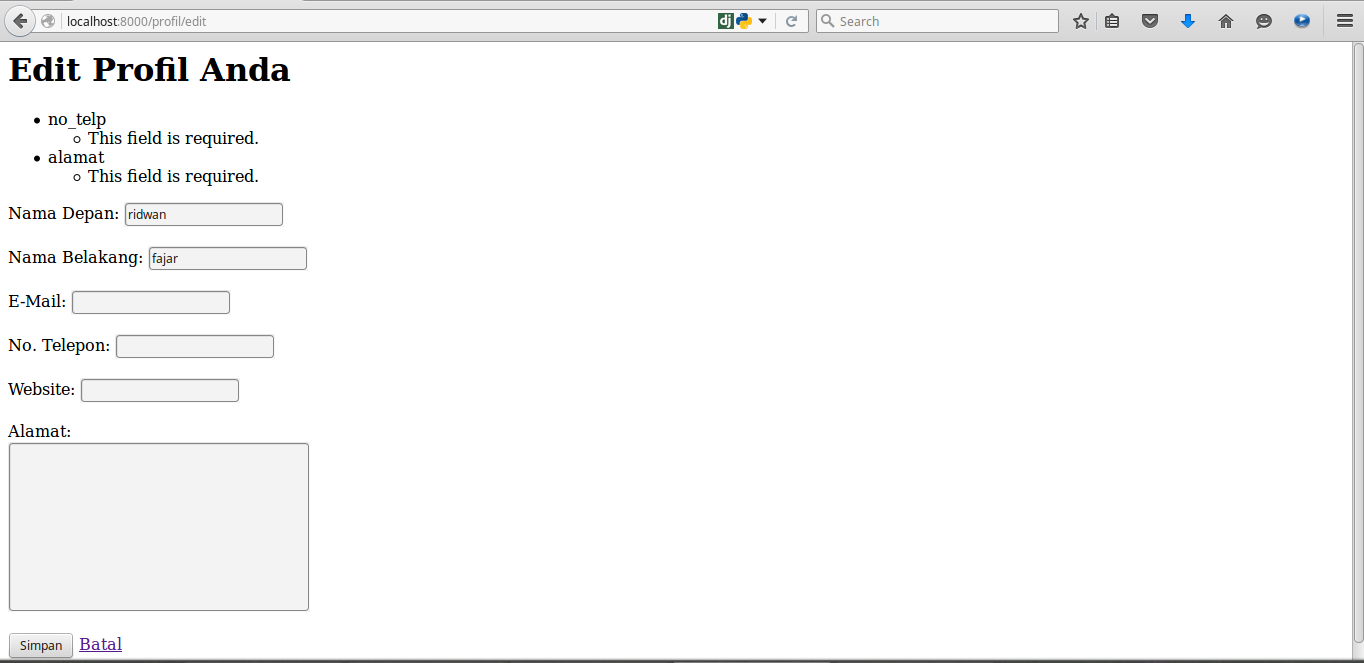 localhost:8000/profil/edit
dj
Search
Edit Profil Anda
no_telp
This field is required.
alamat
This field is required.
Nama Depan: ridwan
Nama Belakang: fajar
E-Mail:
No. Telepon:
Website:
Alamat:
Simpan Batal